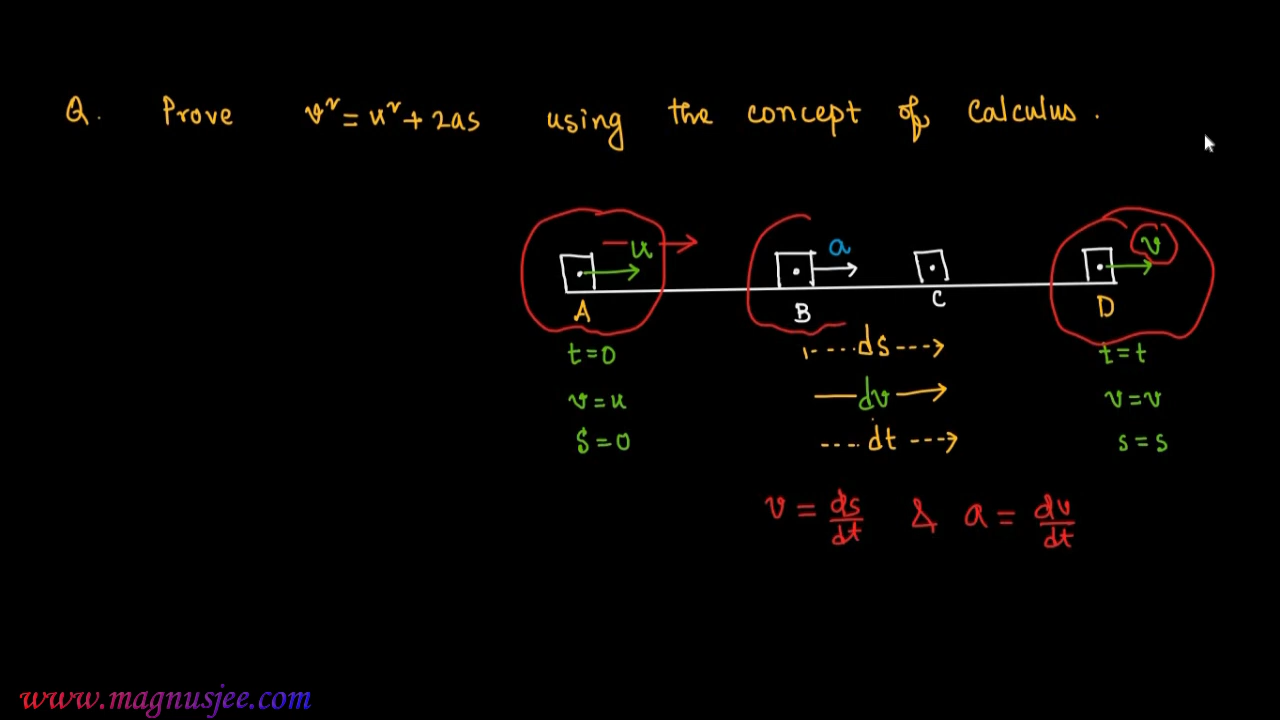 Q. Prove v² = u² + 2as using the concept of Calculus.
u a v
A B C D
ds
t = 0 t = t
dv
v = u v = v
dt
S = 0 s = s
v = ds/dt & a = dv/dt
www.magnusjee.com